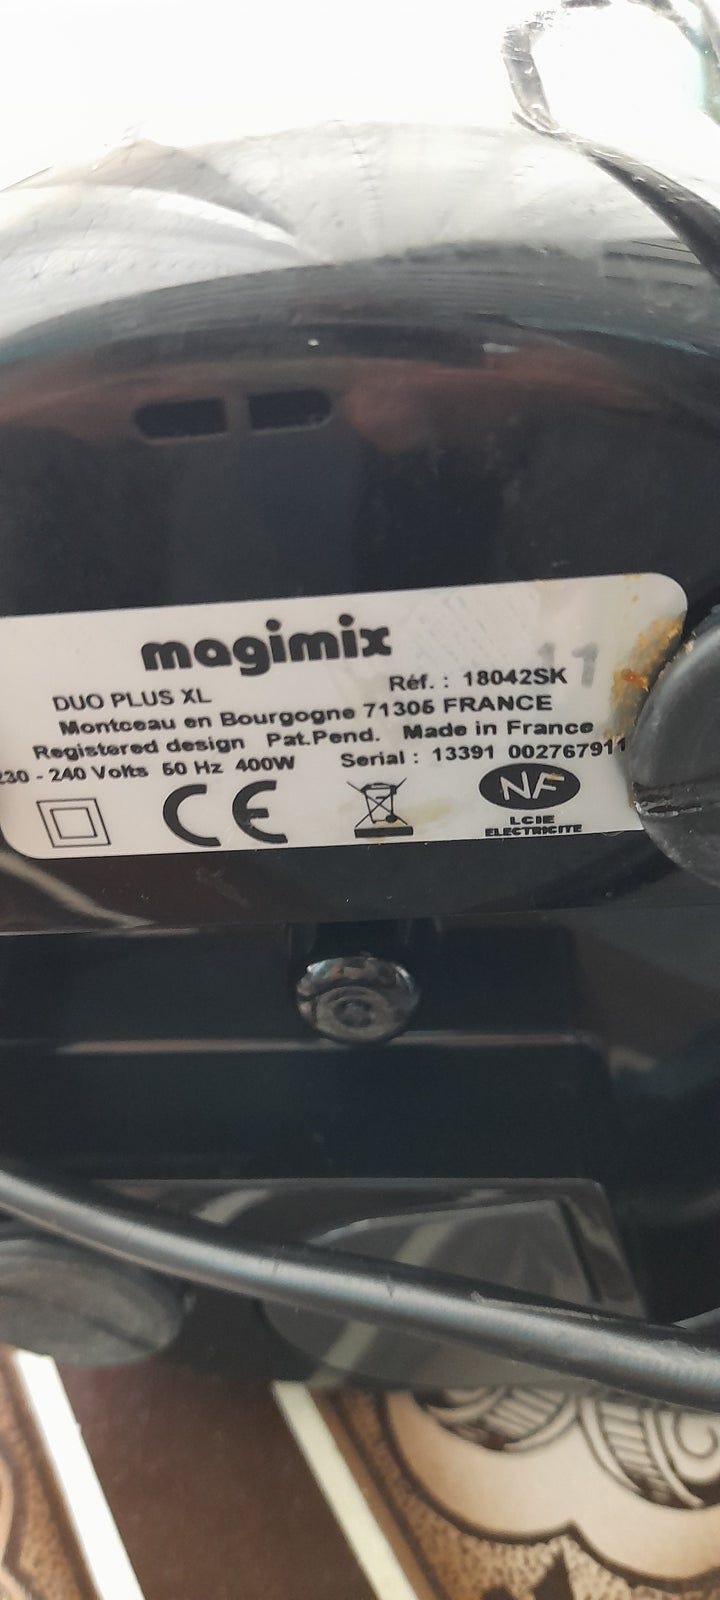 magimix
DUO PLUS XL Réf. : 18042SK 11
Montceau en Bourgogne 71305 FRANCE
Registered design Pat.Pend. Made in France
230 - 240 Volts 50 Hz 400W Serial : 13391 002767911
CE NF
LCIE
ELECTRICITE